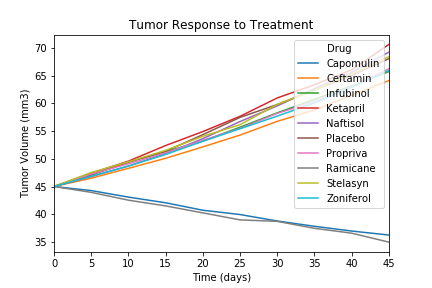 Tumor Response to Treatment
Tumor Volume (mm3)
70
65
60
55
50
45
40
35
Drug
Capomulin
Ceftamin
Infubinol
Ketapril
Naftisol
Placebo
Propriva
Ramicane
Stelasyn
Zoniferol
0 5 10 15 20 25 30 35 40 45
Time (days)